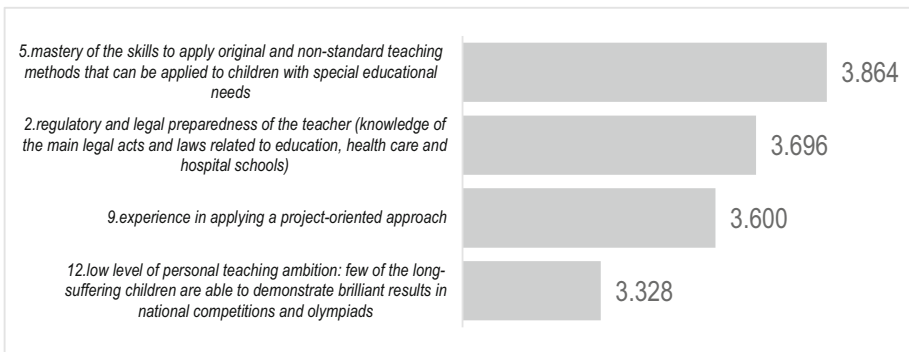 5.mastery of the skills to apply original and non-standard teaching
methods that can be applied to children with special educational
needs
3.864
2.regulatory and legal preparedness of the teacher (knowledge of
the main legal acts and laws related to education, health care and
hospital schools)
3.696
9.experience in applying a project-oriented approach
3.600
12.low level of personal teaching ambition: few of the long-
suffering children are able to demonstrate brilliant results in
national competitions and olympiads
3.328